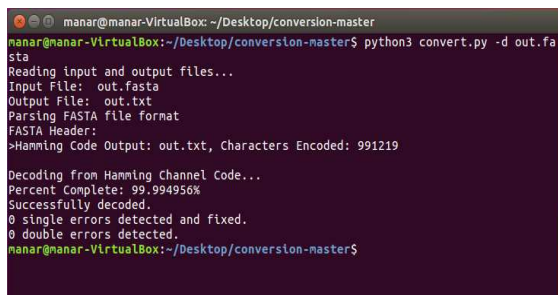 manar@manar-VirtualBox: ~/Desktop/conversion-master
manar@manar-VirtualBox:~/Desktop/conversion-master$ python3 convert.py -d out.fa
sta
Reading input and output files...
Input File:  out.fasta
Output File:  out.txt
Parsing FASTA file format
FASTA Header:
>Hamming Code Output: out.txt, Characters Encoded: 991219
Decoding from Hamming Channel Code...
Percent Complete: 99.994956%
Successfully decoded.
0 single errors detected and fixed.
0 double errors detected.
manar@manar-VirtualBox:~/Desktop/conversion-master$